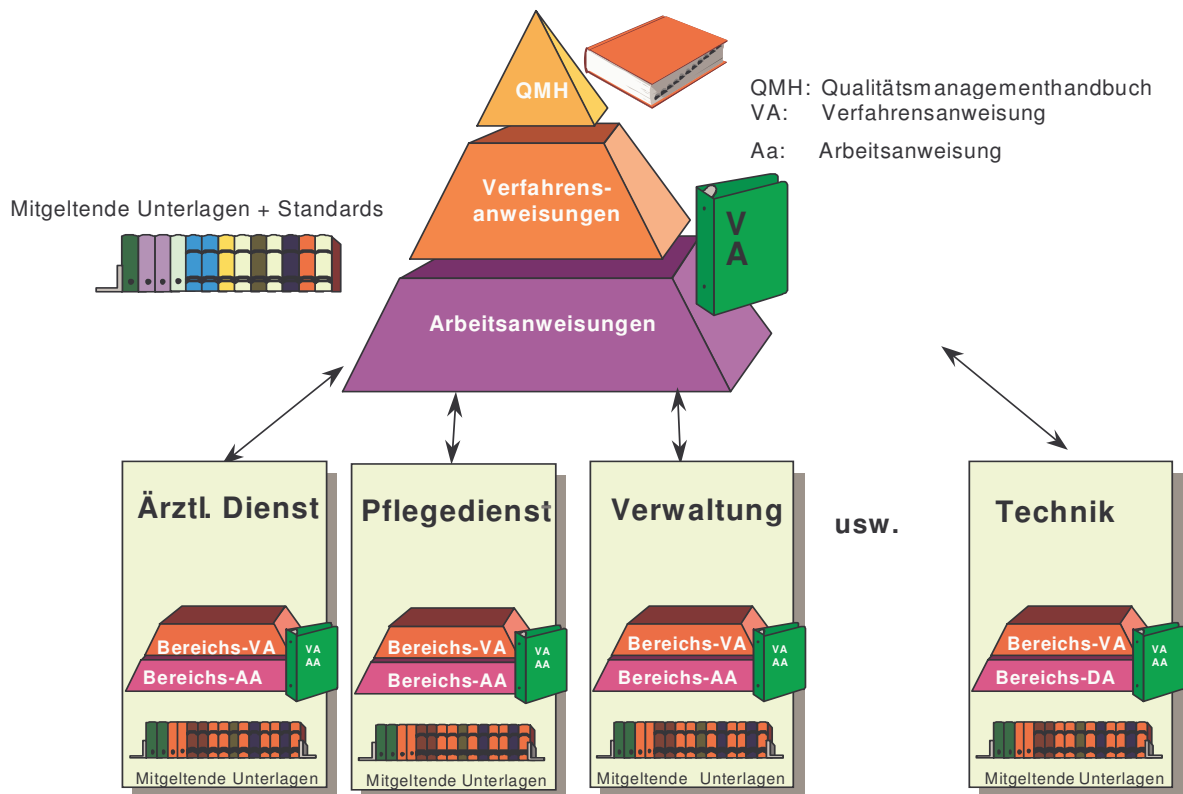 QMH
QMH: Qualitätsmanagementhandbuch
VA: Verfahrensanweisung
Aa: Arbeitsanweisung
Verfahrens-
anweisungen
V
A
Mitgeltende Unterlagen + Standards
Arbeitsanweisungen
Ärztl. Dienst
Bereichs-VA
Bereichs-AA
VA
AA
Mitgeltende Unterlagen
Pflegedienst
Bereichs-VA
Bereichs-AA
VA
AA
Mitgeltende Unterlagen
Verwaltung
Bereichs-VA
Bereichs-AA
VA
AA
Mitgeltende Unterlagen
usw.
Technik
Bereichs-VA
Bereichs-DA
VA
AA
Mitgeltende Unterlagen